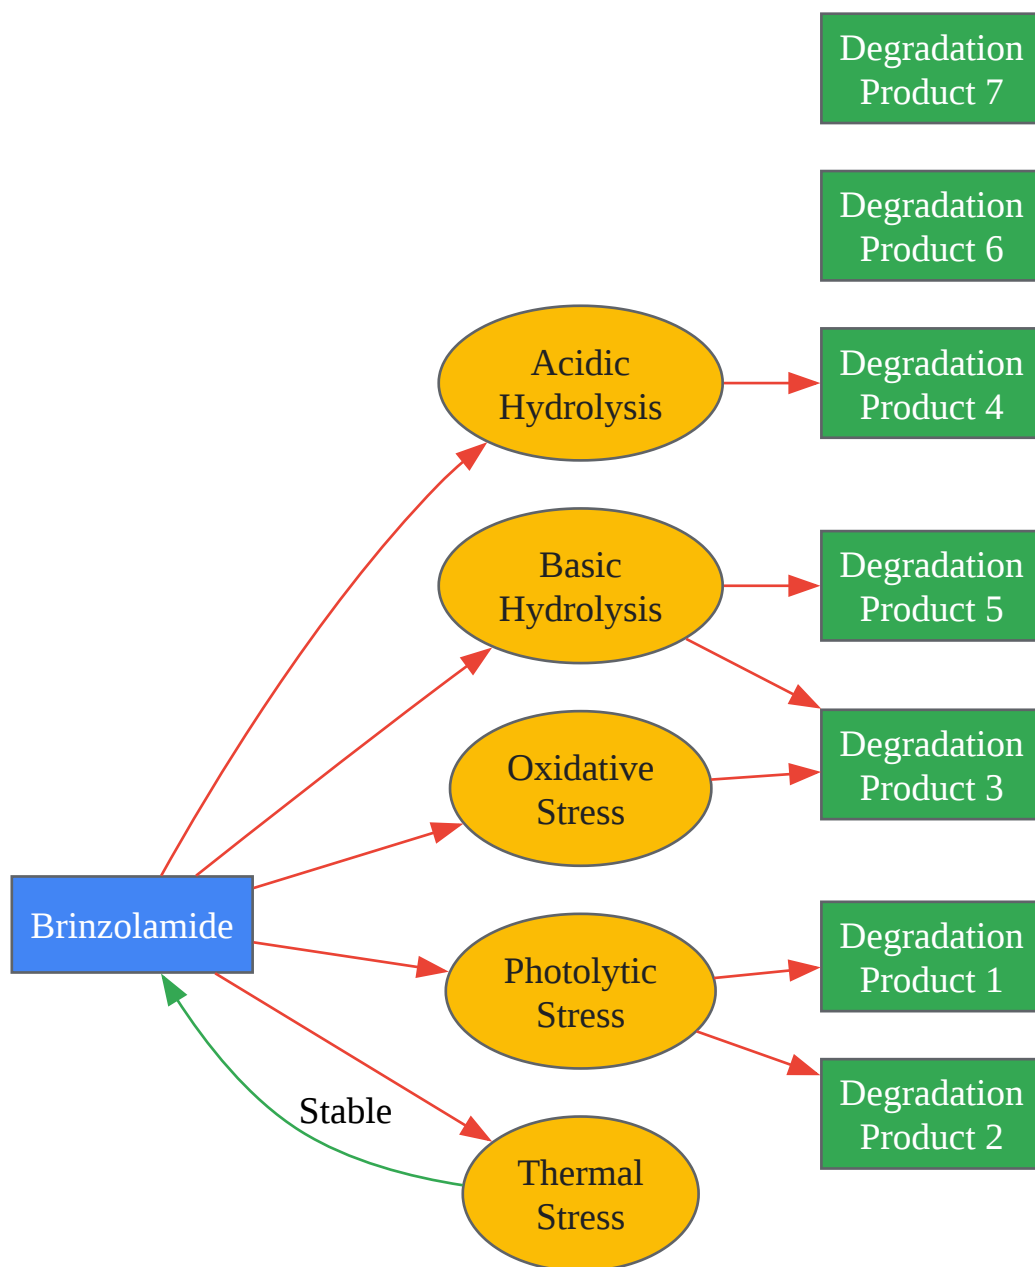 Degradation
Product 7
Degradation
Product 6
Acidic
Hydrolysis
Degradation
Product 4
Basic
Hydrolysis
Degradation
Product 5
Oxidative
Stress
Degradation
Product 3
Brinzolamide
Photolytic
Stress
Degradation
Product 1
Stable
Degradation
Product 2
Thermal
Stress